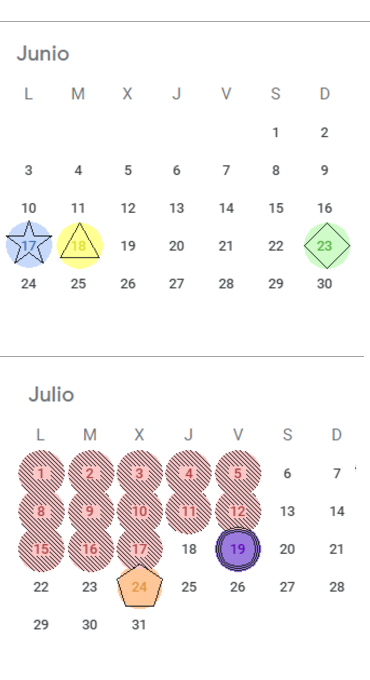 Junio
L M X J V S D
1 2
3 4 5 6 7 8 9
10 11 12 13 14 15 16
17 18 19 20 21 22 23
24 25 26 27 28 29 30
Julio
L M X J V S D
1 2 3 4 5 6 7
8 9 10 11 12 13 14
15 16 17 18 19 20 21
22 23 24 25 26 27 28
29 30 31